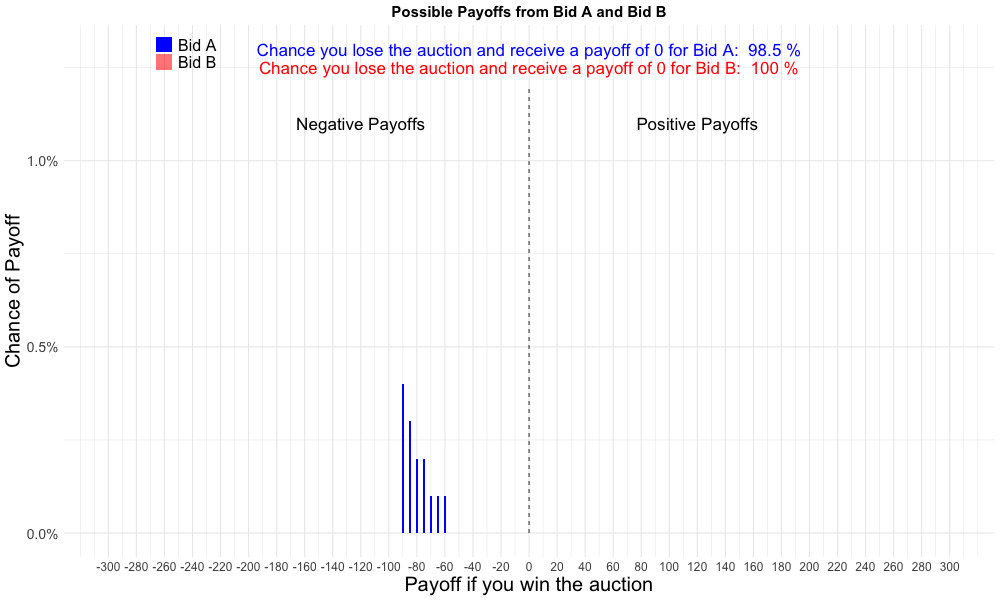 Possible Payoffs from Bid A and Bid B
Bid A
Bid B
Chance you lose the auction and receive a payoff of 0 for Bid A: 98.5 %
Chance you lose the auction and receive a payoff of 0 for Bid B: 100 %
Negative Payoffs
Positive Payoffs
Chance of Payoff
1.0%
0.5%
0.0%
-300 -280 -260 -240 -220 -200 -180 -160 -140 -120 -100 -80 -60 -40 -20 0 20 40 60 80 100 120 140 160 180 200 220 240 260 280 300
Payoff if you win the auction